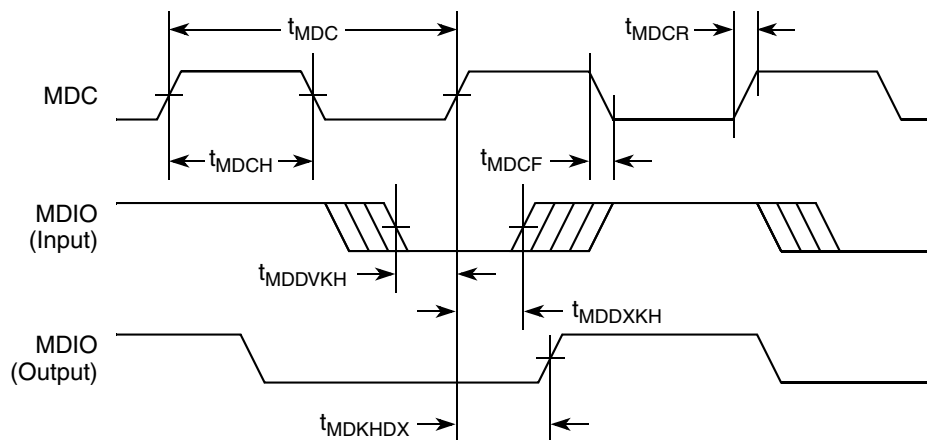 tMDC
tMDCR
MDC
tMDCH
tMDCF
MDIO
(Input)
tMDDVKH
tMDDXKH
MDIO
(Output)
tMDKHDX